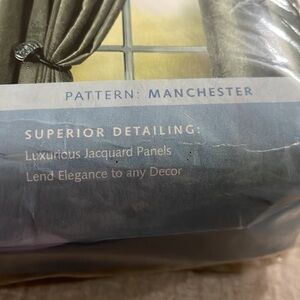 PATTERN: MANCHESTER
SUPERIOR DETAILING:
Luxurious Jacquard Panels
Lend Elegance to any Decor